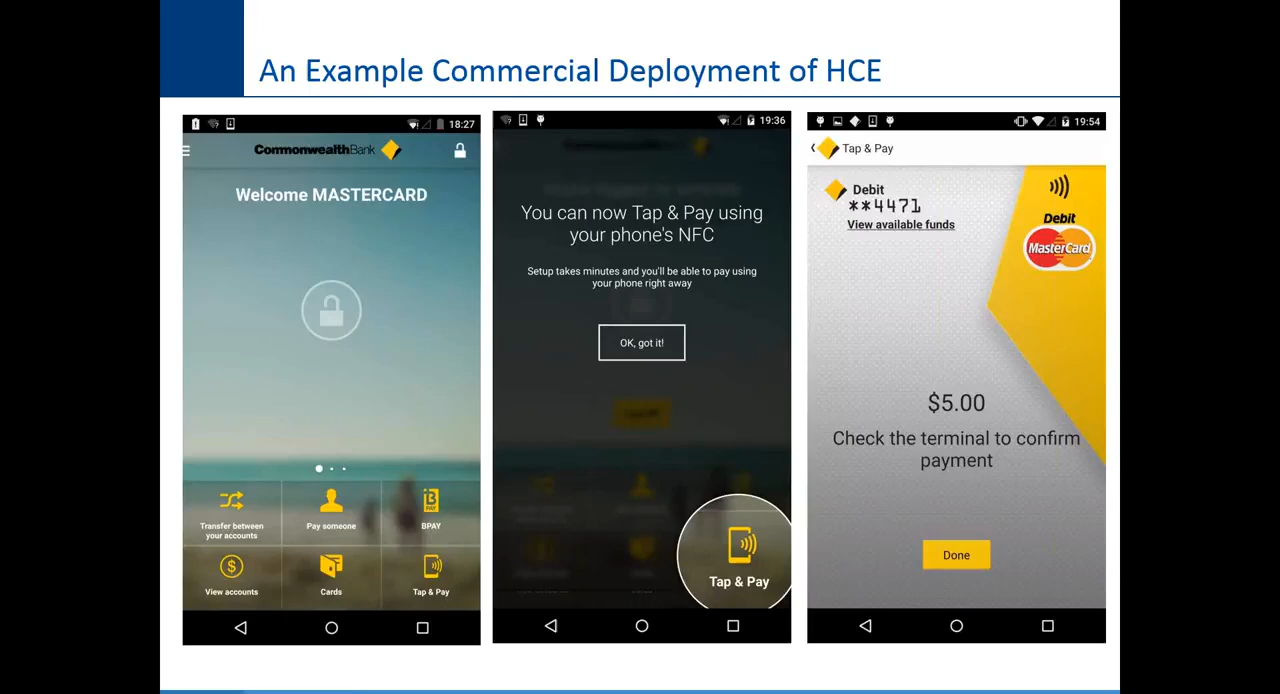 An Example Commercial Deployment of HCE
18:27
CommonwealthBank
Welcome MASTERCARD
Transfer between
your accounts
Pay someone
BPAY
View accounts
Cards
Tap & Pay
19:36
You can now Tap & Pay using
your phone's NFC
Setup takes minutes and you'll be able to pay using
your phone right away
OK, got it!
Tap & Pay
19:54
Tap & Pay
Debit
**4471
View available funds
Debit
MasterCard
$5.00
Check the terminal to confirm
payment
Done